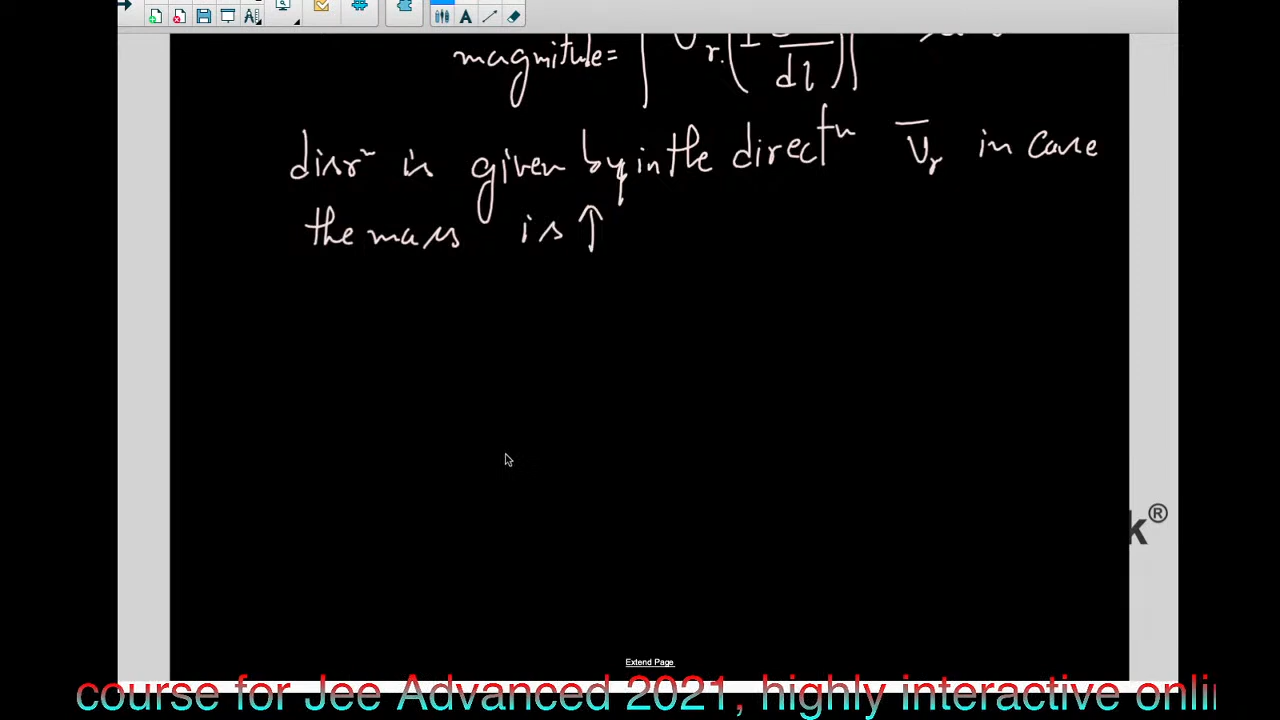 magnitude=
dirⁿ is given by in the directⁿ V̅r in case
the mass is ↑
k®
Extend Page
course for Jee Advanced 2021, highly interactive onli